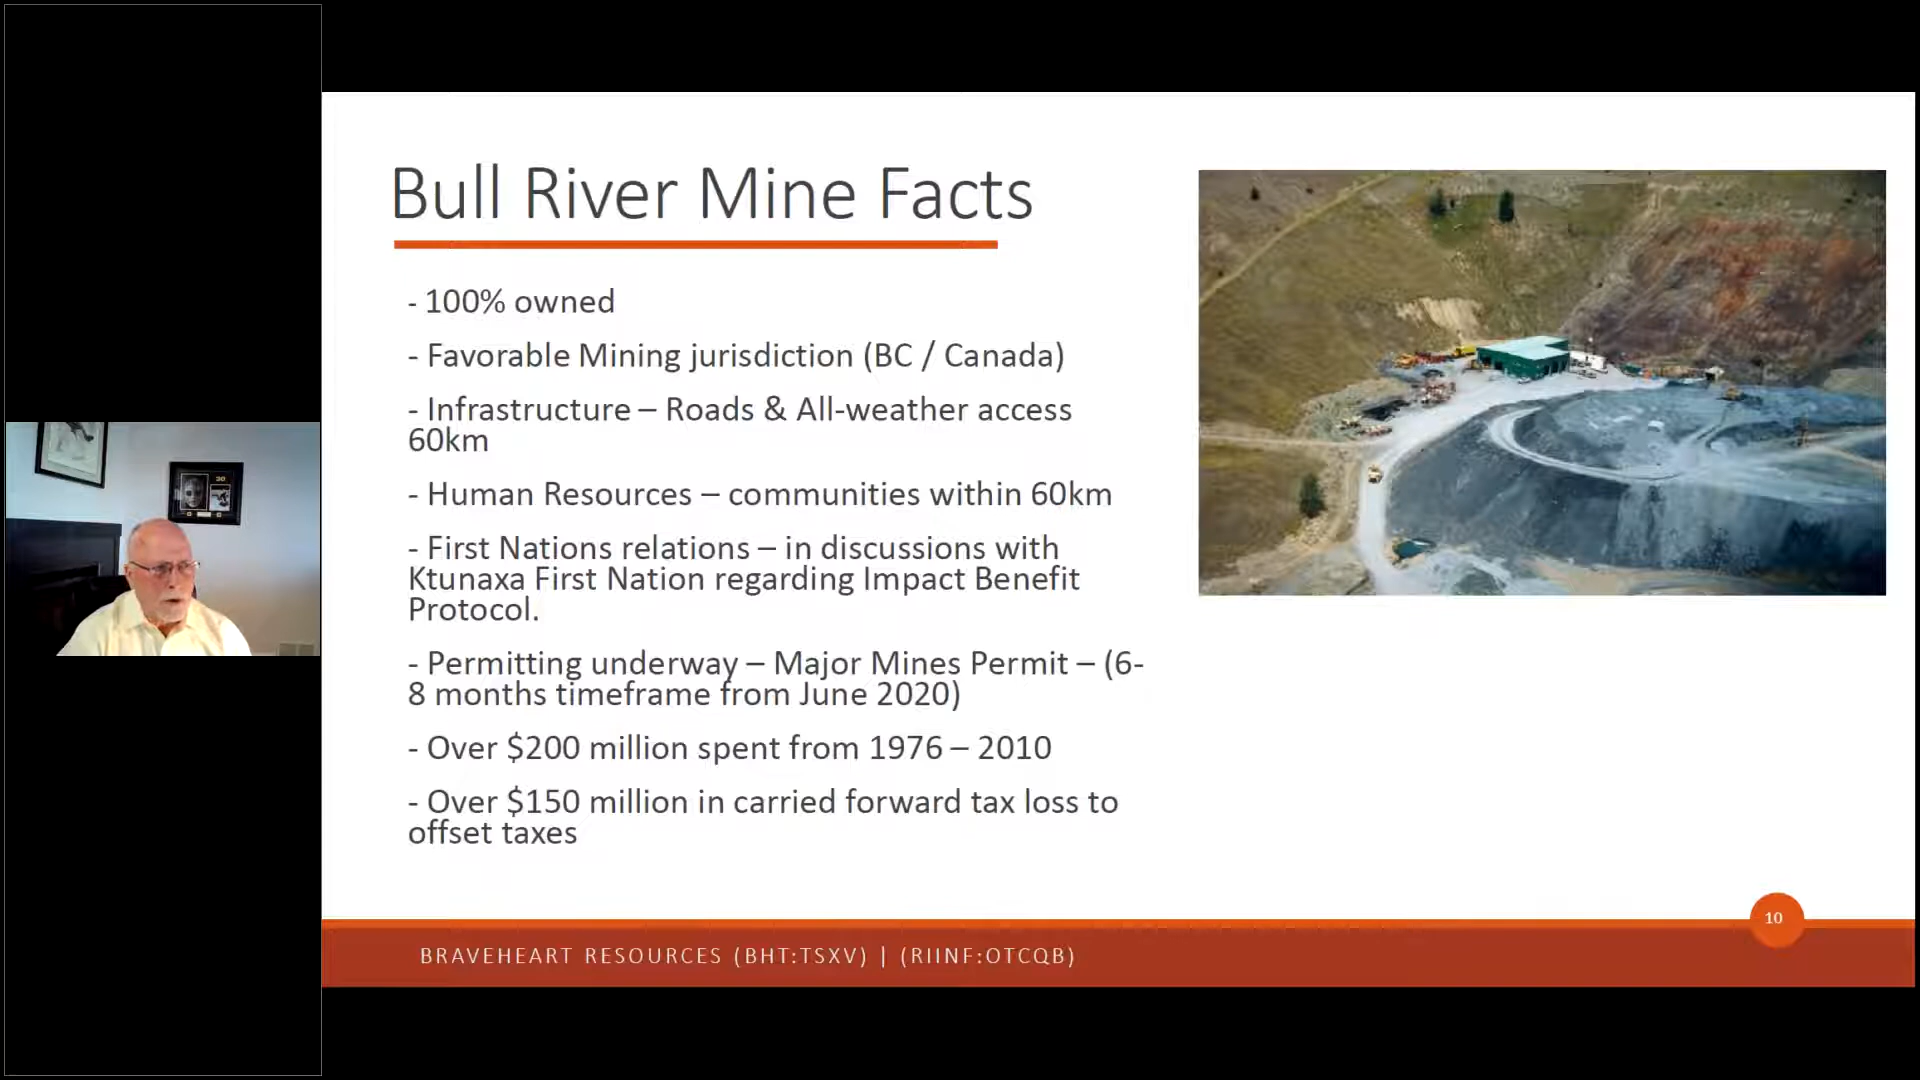 Bull River Mine Facts
- 100% owned
- Favorable Mining jurisdiction (BC / Canada)
- Infrastructure – Roads & All-weather access
60km
- Human Resources – communities within 60km
- First Nations relations – in discussions with
Ktunaxa First Nation regarding Impact Benefit
Protocol.
- Permitting underway – Major Mines Permit – (6-
8 months timeframe from June 2020)
- Over $200 million spent from 1976 – 2010
- Over $150 million in carried forward tax loss to
offset taxes
10
BRAVEHEART RESOURCES (BHT:TSXV) | (RIINF:OTCQB)
30